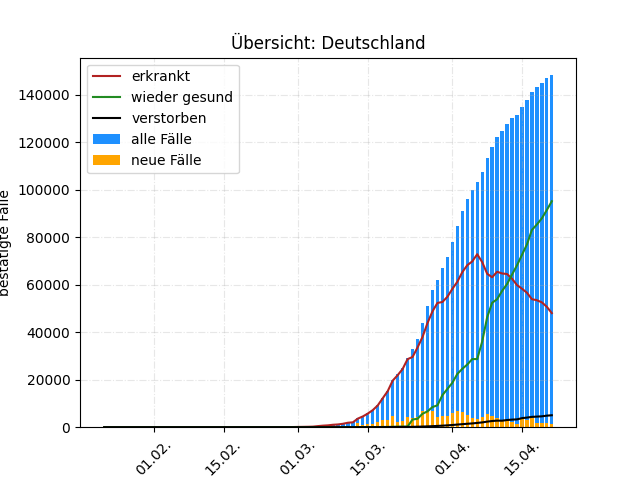 Übersicht: Deutschland
erkrankt
wieder gesund
verstorben
alle Fälle
neue Fälle
bestätigte Fälle
140000
120000
100000
80000
60000
40000
20000
0
01.02.
15.02.
01.03.
15.03.
01.04.
15.04.